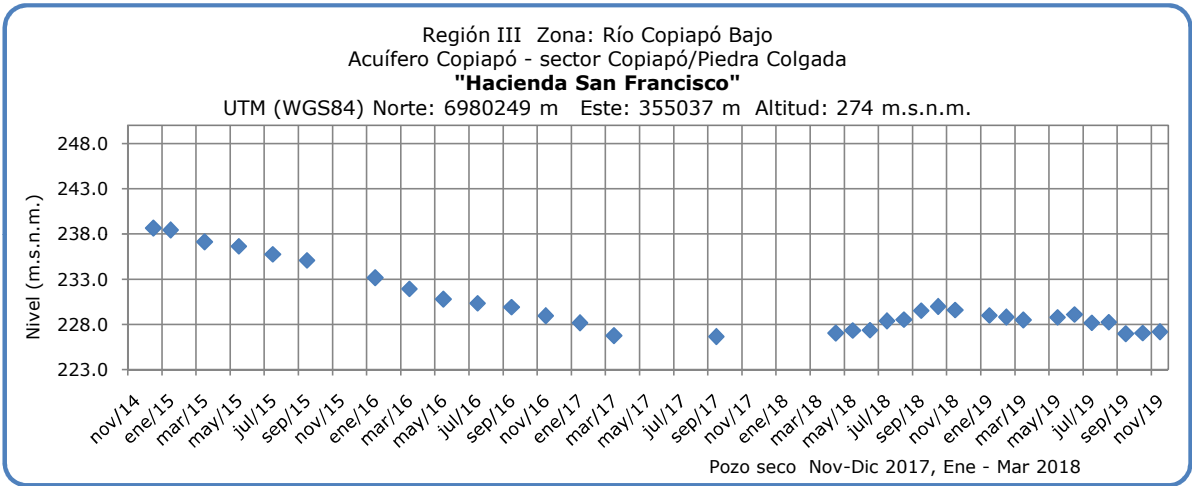 Región III  Zona: Río Copiapó Bajo
Acuífero Copiapó - sector Copiapó/Piedra Colgada
"Hacienda San Francisco"
UTM (WGS84) Norte: 6980249 m   Este: 355037 m  Altitud: 274 m.s.n.m.
Nivel (m.s.n.m.)
248.0
243.0
238.0
233.0
228.0
223.0
nov/14
ene/15
mar/15
may/15
jul/15
sep/15
nov/15
ene/16
mar/16
may/16
jul/16
sep/16
nov/16
ene/17
mar/17
may/17
jul/17
sep/17
nov/17
ene/18
mar/18
may/18
jul/18
sep/18
nov/18
ene/19
mar/19
may/19
jul/19
sep/19
nov/19
Pozo seco  Nov-Dic 2017, Ene - Mar 2018